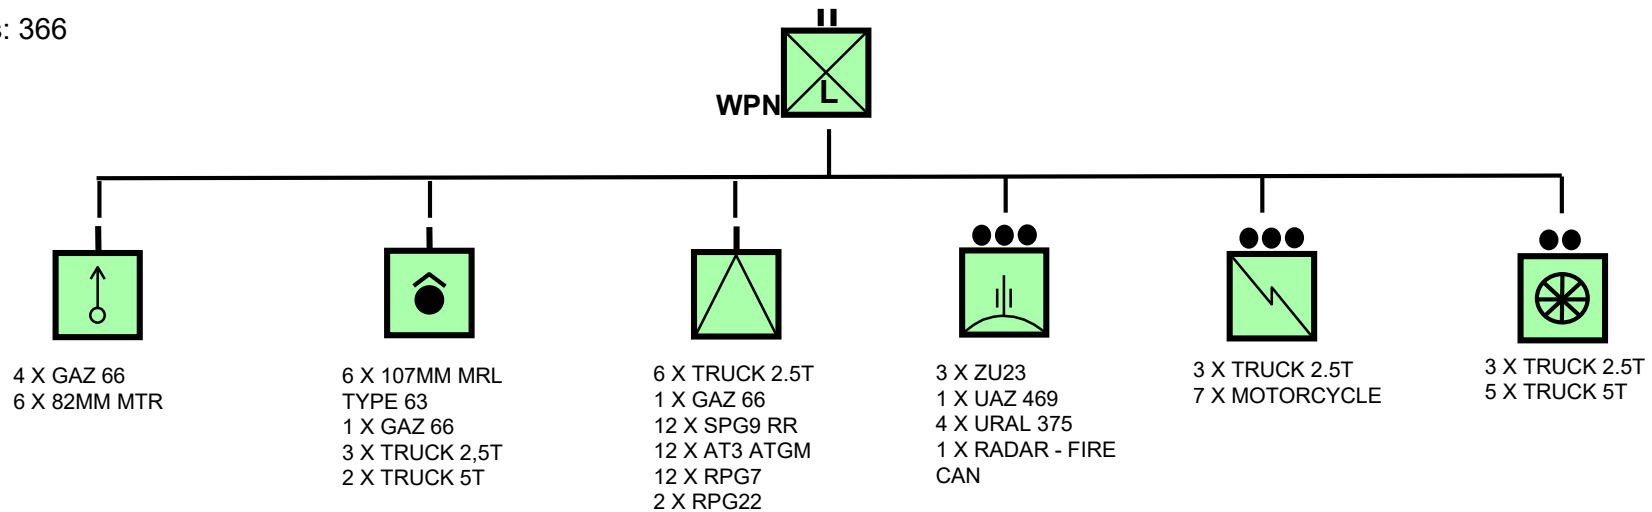 s: 366
WPN
L
4 X GAZ 66
6 X 82MM MTR
6 X 107MM MRL
TYPE 63
1 X GAZ 66
3 X TRUCK 2,5T
2 X TRUCK 5T
6 X TRUCK 2.5T
1 X GAZ 66
12 X SPG9 RR
12 X AT3 ATGM
12 X RPG7
2 X RPG22
3 X ZU23
1 X UAZ 469
4 X URAL 375
1 X RADAR - FIRE
CAN
3 X TRUCK 2.5T
7 X MOTORCYCLE
3 X TRUCK 2.5T
5 X TRUCK 5T